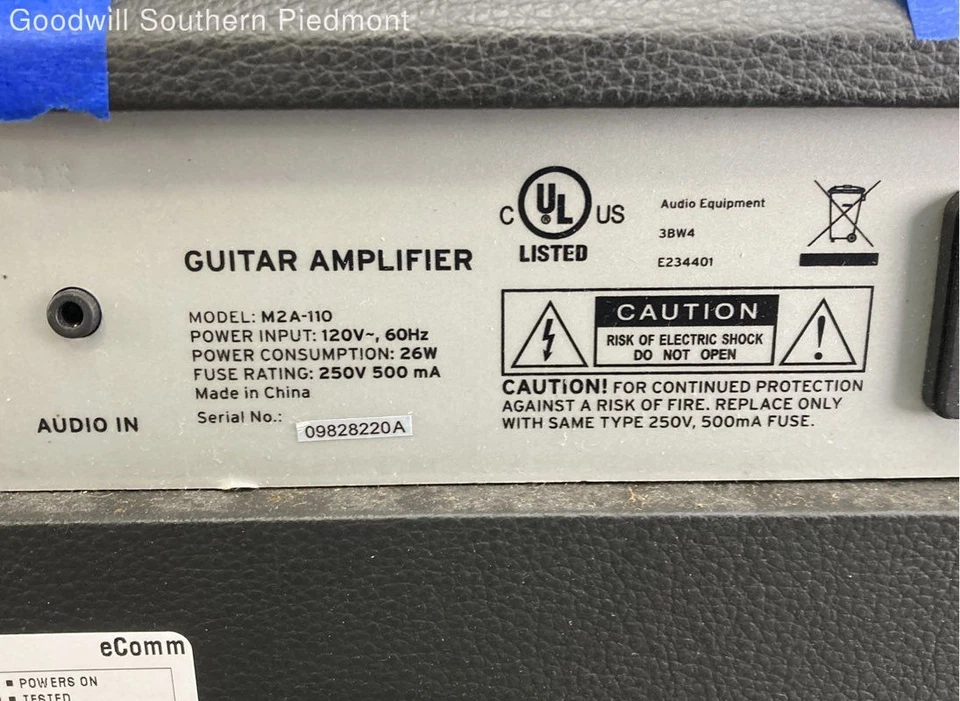 Goodwill Southern Piedmont
C UL US
LISTED
®
Audio Equipment
3BW4
E234401
GUITAR AMPLIFIER
MODEL: M2A-110
POWER INPUT: 120V~, 60Hz
POWER CONSUMPTION: 26W
FUSE RATING: 250V 500 mA
Made in China
Serial No.: 09828220A
AUDIO IN
CAUTION
RISK OF ELECTRIC SHOCK
DO NOT OPEN
CAUTION! FOR CONTINUED PROTECTION
AGAINST A RISK OF FIRE. REPLACE ONLY
WITH SAME TYPE 250V, 500mA FUSE.
eComm
POWERS ON
TESTED